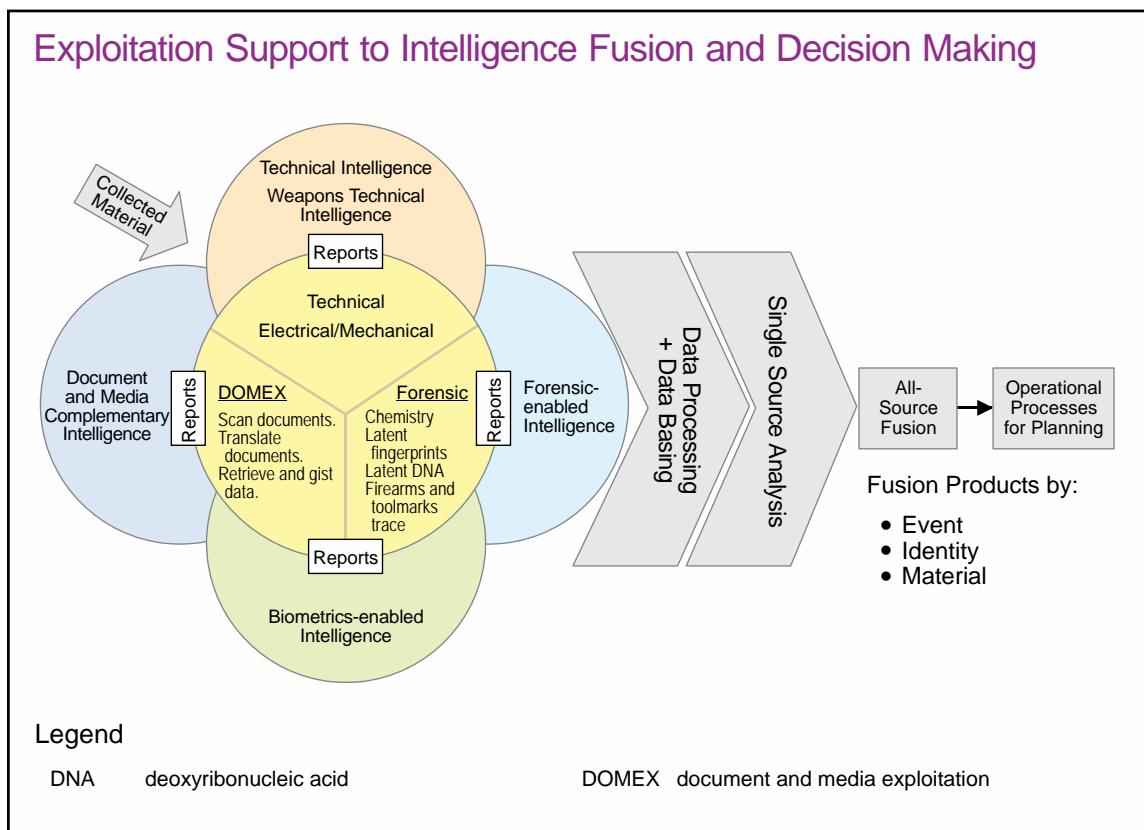 Exploitation Support to Intelligence Fusion and Decision Making
Collected
Material
Technical Intelligence
Weapons Technical
Intelligence
Reports
Technical
Electrical/Mechanical
Document
and Media
Complementary
Intelligence
Reports
DOMEX
Scan documents.
Translate
documents.
Retrieve and gist
data.
Forensic
Chemistry
Latent
fingerprints
Latent DNA
Firearms and
toolmarks
trace
Reports
Forensic-
enabled
Intelligence
Reports
Biometrics-enabled
Intelligence
Data Processing
+ Data Basing
Single Source Analysis
All-
Source
Fusion
Operational
Processes
for Planning
Fusion Products by:
• Event
• Identity
• Material
Legend
DNA deoxyribonucleic acid
DOMEX document and media exploitation